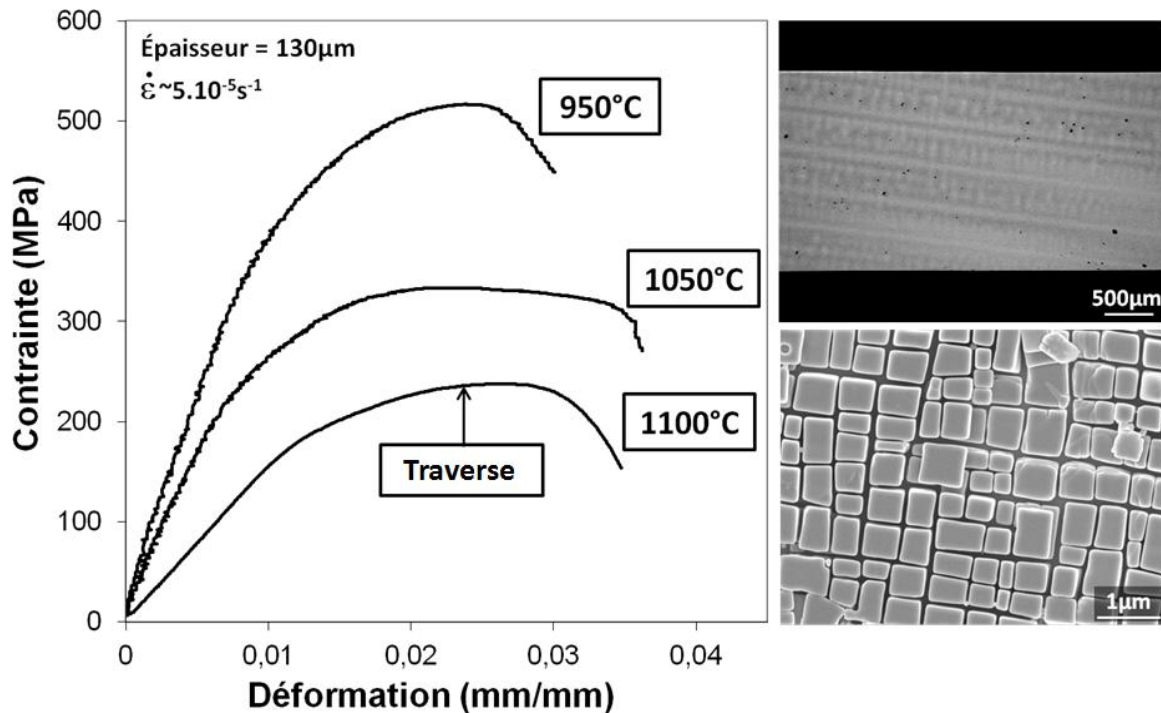 600
500
400
300
200
100
0
Contrainte (MPa)
Épaisseur = 130µm
ε̇~5.10⁻⁵s⁻¹
950°C
1050°C
1100°C
Traverse
0
0,01
0,02
0,03
0,04
Déformation (mm/mm)
500µm
1µm